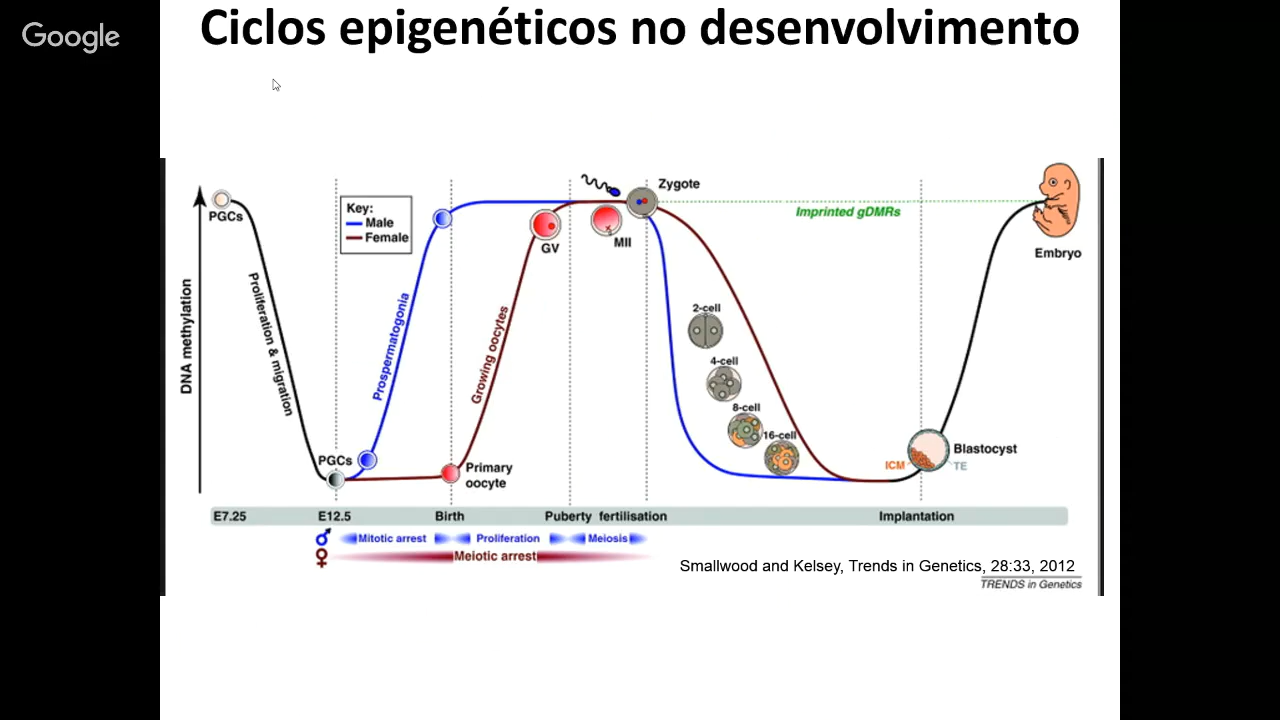 Google
Ciclos epigenéticos no desenvolvimento
DNA methylation
PGCs
Proliferation & migration
PGCs
Key:
Male
Female
Prospermatogonia
Primary
oocyte
Growing oocytes
GV
MII
Zygote
Imprinted gDMRs
2-cell
4-cell
8-cell
16-cell
ICM
TE
Blastocyst
Embryo
E7.25 E12.5 Birth Puberty fertilisation Implantation
♂ Mitotic arrest Proliferation Meiosis
♀ Meiotic arrest
Smallwood and Kelsey, Trends in Genetics, 28:33, 2012
TRENDS in Genetics